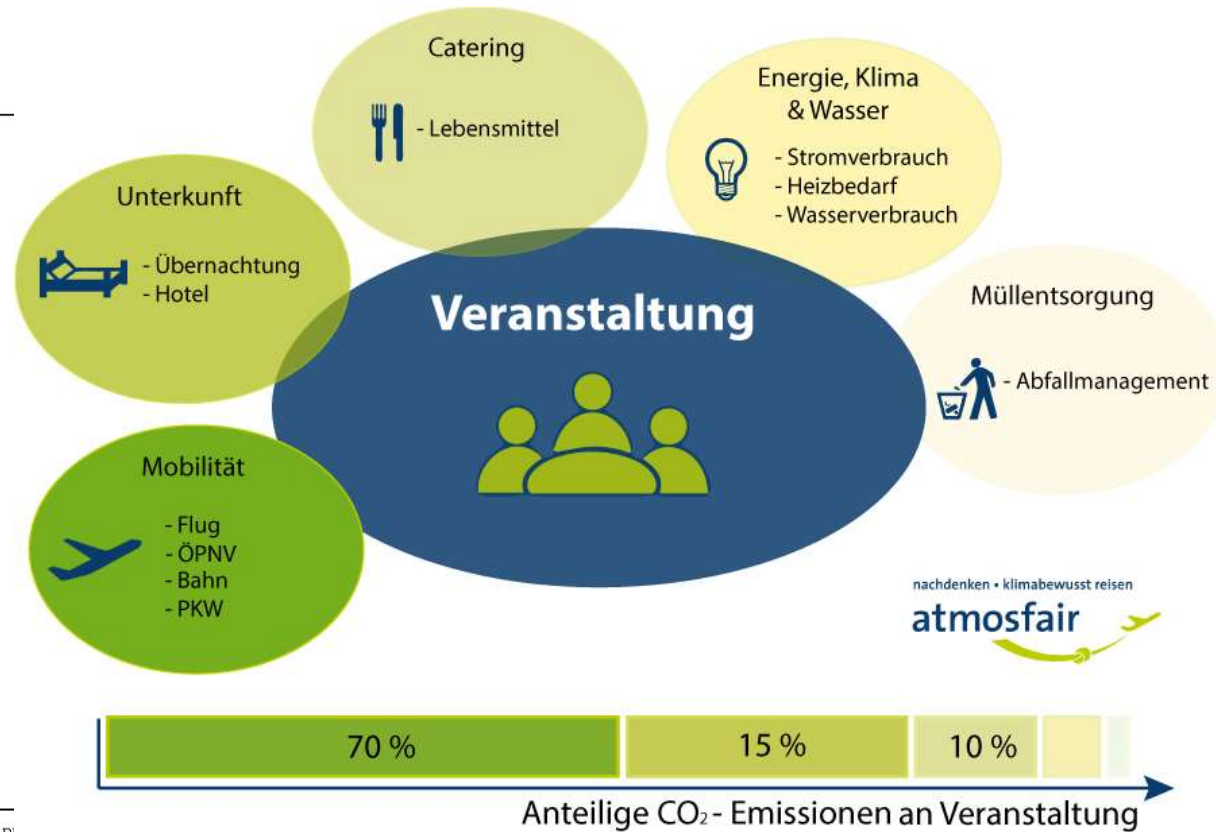 Catering
- Lebensmittel
Energie, Klima
& Wasser
- Stromverbrauch
- Heizbedarf
- Wasserverbrauch
Unterkunft
- Übernachtung
- Hotel
Veranstaltung
Müllentsorgung
- Abfallmanagement
Mobilität
- Flug
- ÖPNV
- Bahn
- PKW
nachdenken • klimabewusst reisen
atmosfair
70 %
15 %
10 %
Anteilige CO₂ - Emissionen an Veranstaltung